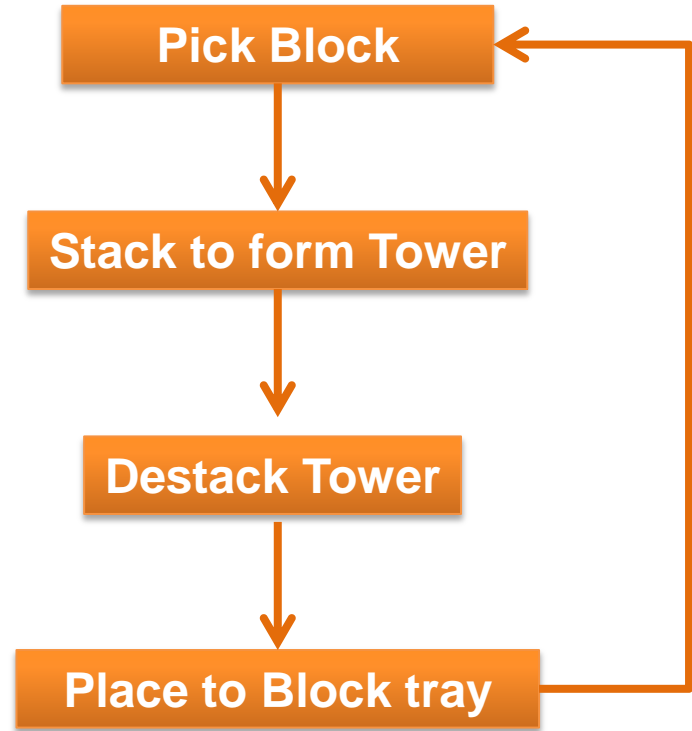 Pick Block
Stack to form Tower
Destack Tower
Place to Block tray